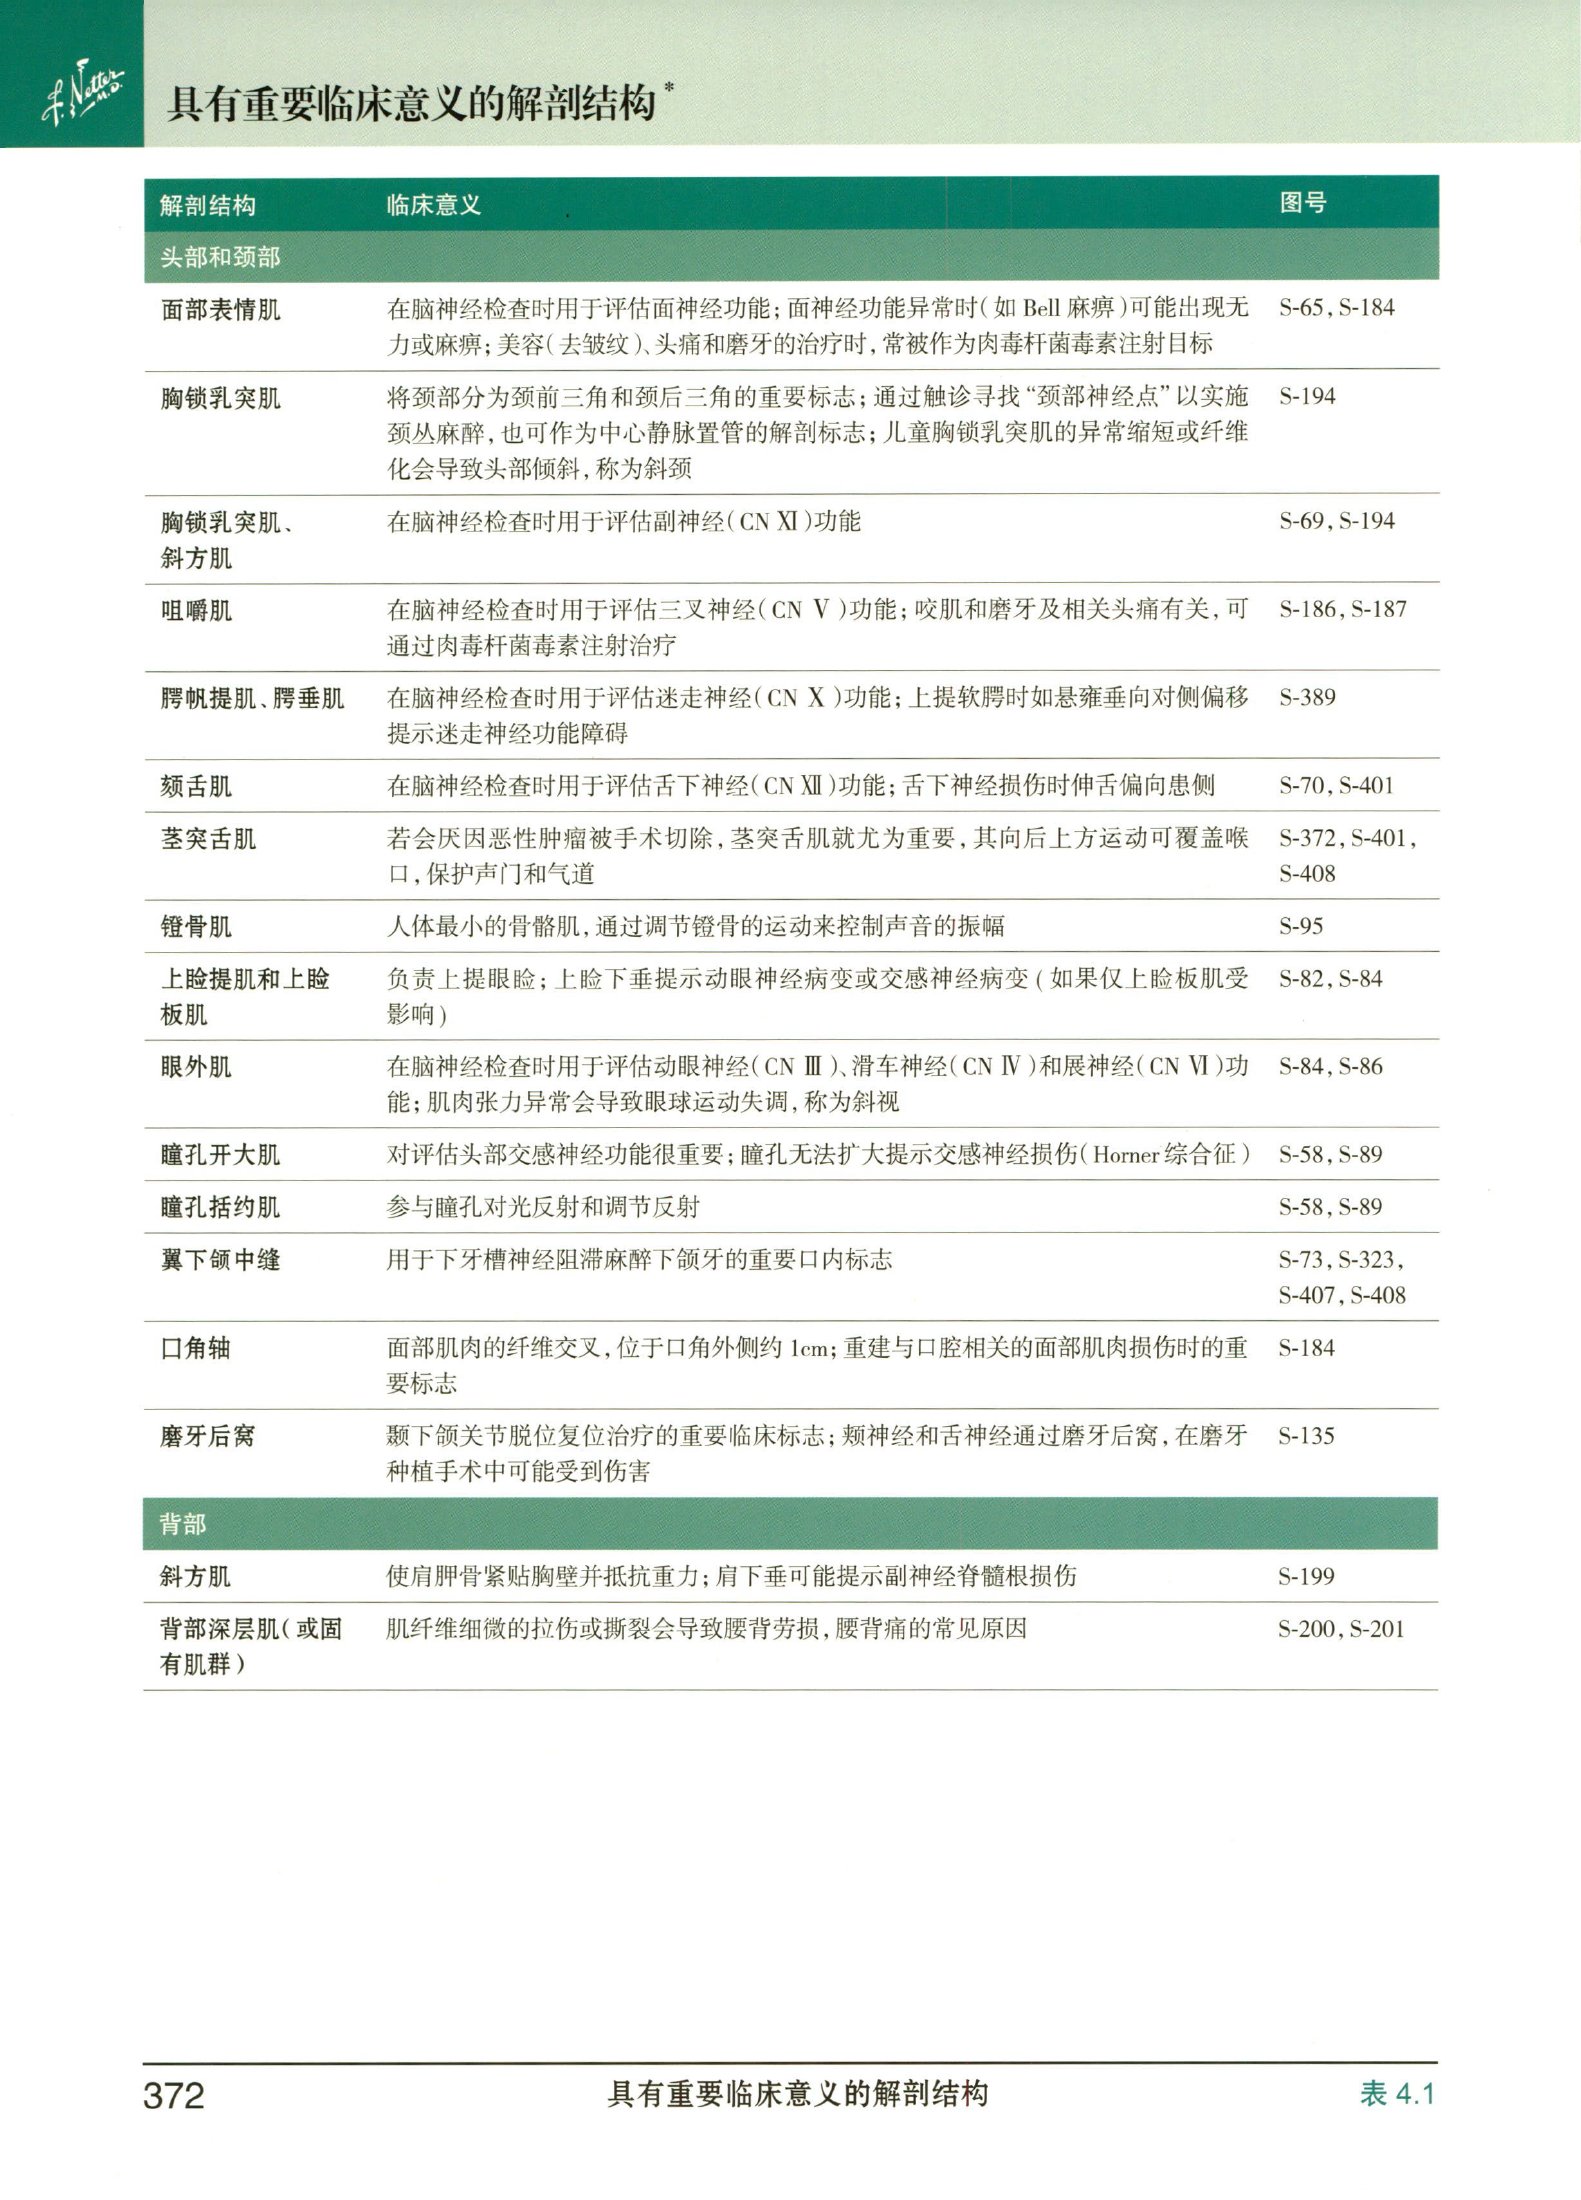 F. Netter M.D.
具有重要临床意义的解剖结构*
解剖结构 临床意义 图号
头部和颈部
面部表情肌 在脑神经检查时用于评估面神经功能；面神经功能异常时（如 Bell 麻痹）可能出现无 S-65, S-184
力或麻痹；美容（去皱纹）、头痛和磨牙的治疗时，常被作为肉毒杆菌毒素注射目标
胸锁乳突肌 将颈部分为颈前三角和颈后三角的重要标志；通过触诊寻找“颈部神经点”以实施 S-194
颈丛麻醉，也可作为中心静脉置管的解剖标志；儿童胸锁乳突肌的异常缩短或纤维
化会导致头部倾斜，称为斜颈
胸锁乳突肌、 在脑神经检查时用于评估副神经（CN Ⅺ）功能 S-69, S-194
斜方肌
咀嚼肌 在脑神经检查时用于评估三叉神经（CN Ⅴ）功能；咬肌和磨牙及相关头痛有关，可 S-186, S-187
通过肉毒杆菌毒素注射治疗
腭帆提肌、腭垂肌 在脑神经检查时用于评估迷走神经（CN Ⅹ）功能；上提软腭时如悬雍垂向对侧偏移 S-389
提示迷走神经功能障碍
颏舌肌 在脑神经检查时用于评估舌下神经（CN Ⅻ）功能；舌下神经损伤时伸舌偏向患侧 S-70, S-401
茎突舌肌 若会厌因恶性肿瘤被手术切除，茎突舌肌就尤为重要，其向后上方运动可覆盖喉 S-372, S-401,
口，保护声门和气道 S-408
镫骨肌 人体最小的骨骼肌，通过调节镫骨的运动来控制声音的振幅 S-95
上睑提肌和上睑 负责上提眼睑；上睑下垂提示动眼神经病变或交感神经病变（如果仅上睑板肌受 S-82, S-84
板肌 影响）
眼外肌 在脑神经检查时用于评估动眼神经（CN Ⅲ）、滑车神经（CN Ⅳ）和展神经（CN Ⅵ）功 S-84, S-86
能；肌肉张力异常会导致眼球运动失调，称为斜视
瞳孔开大肌 对评估头部交感神经功能很重要；瞳孔无法扩大提示交感神经损伤（Horner 综合征） S-58, S-89
瞳孔括约肌 参与瞳孔对光反射和调节反射 S-58, S-89
翼下颌中缝 用于下牙槽神经阻滞麻醉下颌牙的重要口内标志 S-73, S-323,
S-407, S-408
口角轴 面部肌肉的纤维交叉，位于口角外侧约 1cm；重建与口腔相关的面部肌肉损伤时的重 S-184
要标志
磨牙后窝 颞下颌关节脱位复位治疗的重要临床标志；颊神经和舌神经通过磨牙后窝，在磨牙 S-135
种植手术中可能受到伤害
背部
斜方肌 使肩胛骨紧贴胸壁并抵抗重力；肩下垂可能提示副神经脊髓根损伤 S-199
背部深层肌（或固 肌纤维细微的拉伤或撕裂会导致腰背劳损，腰背痛的常见原因 S-200, S-201
有肌群）
372 具有重要临床意义的解剖结构 表 4.1